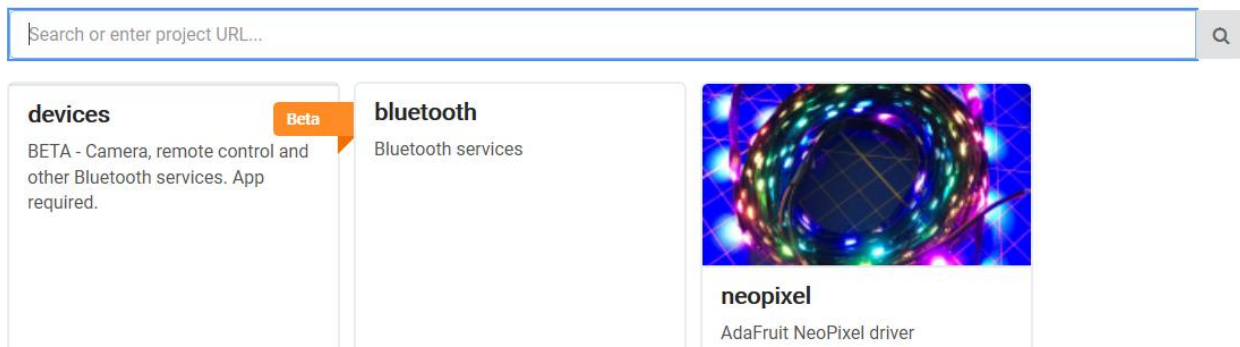 Search or enter project URL...
devices
Beta
BETA - Camera, remote control and
other Bluetooth services. App
required.
bluetooth
Bluetooth services
neopixel
AdaFruit NeoPixel driver